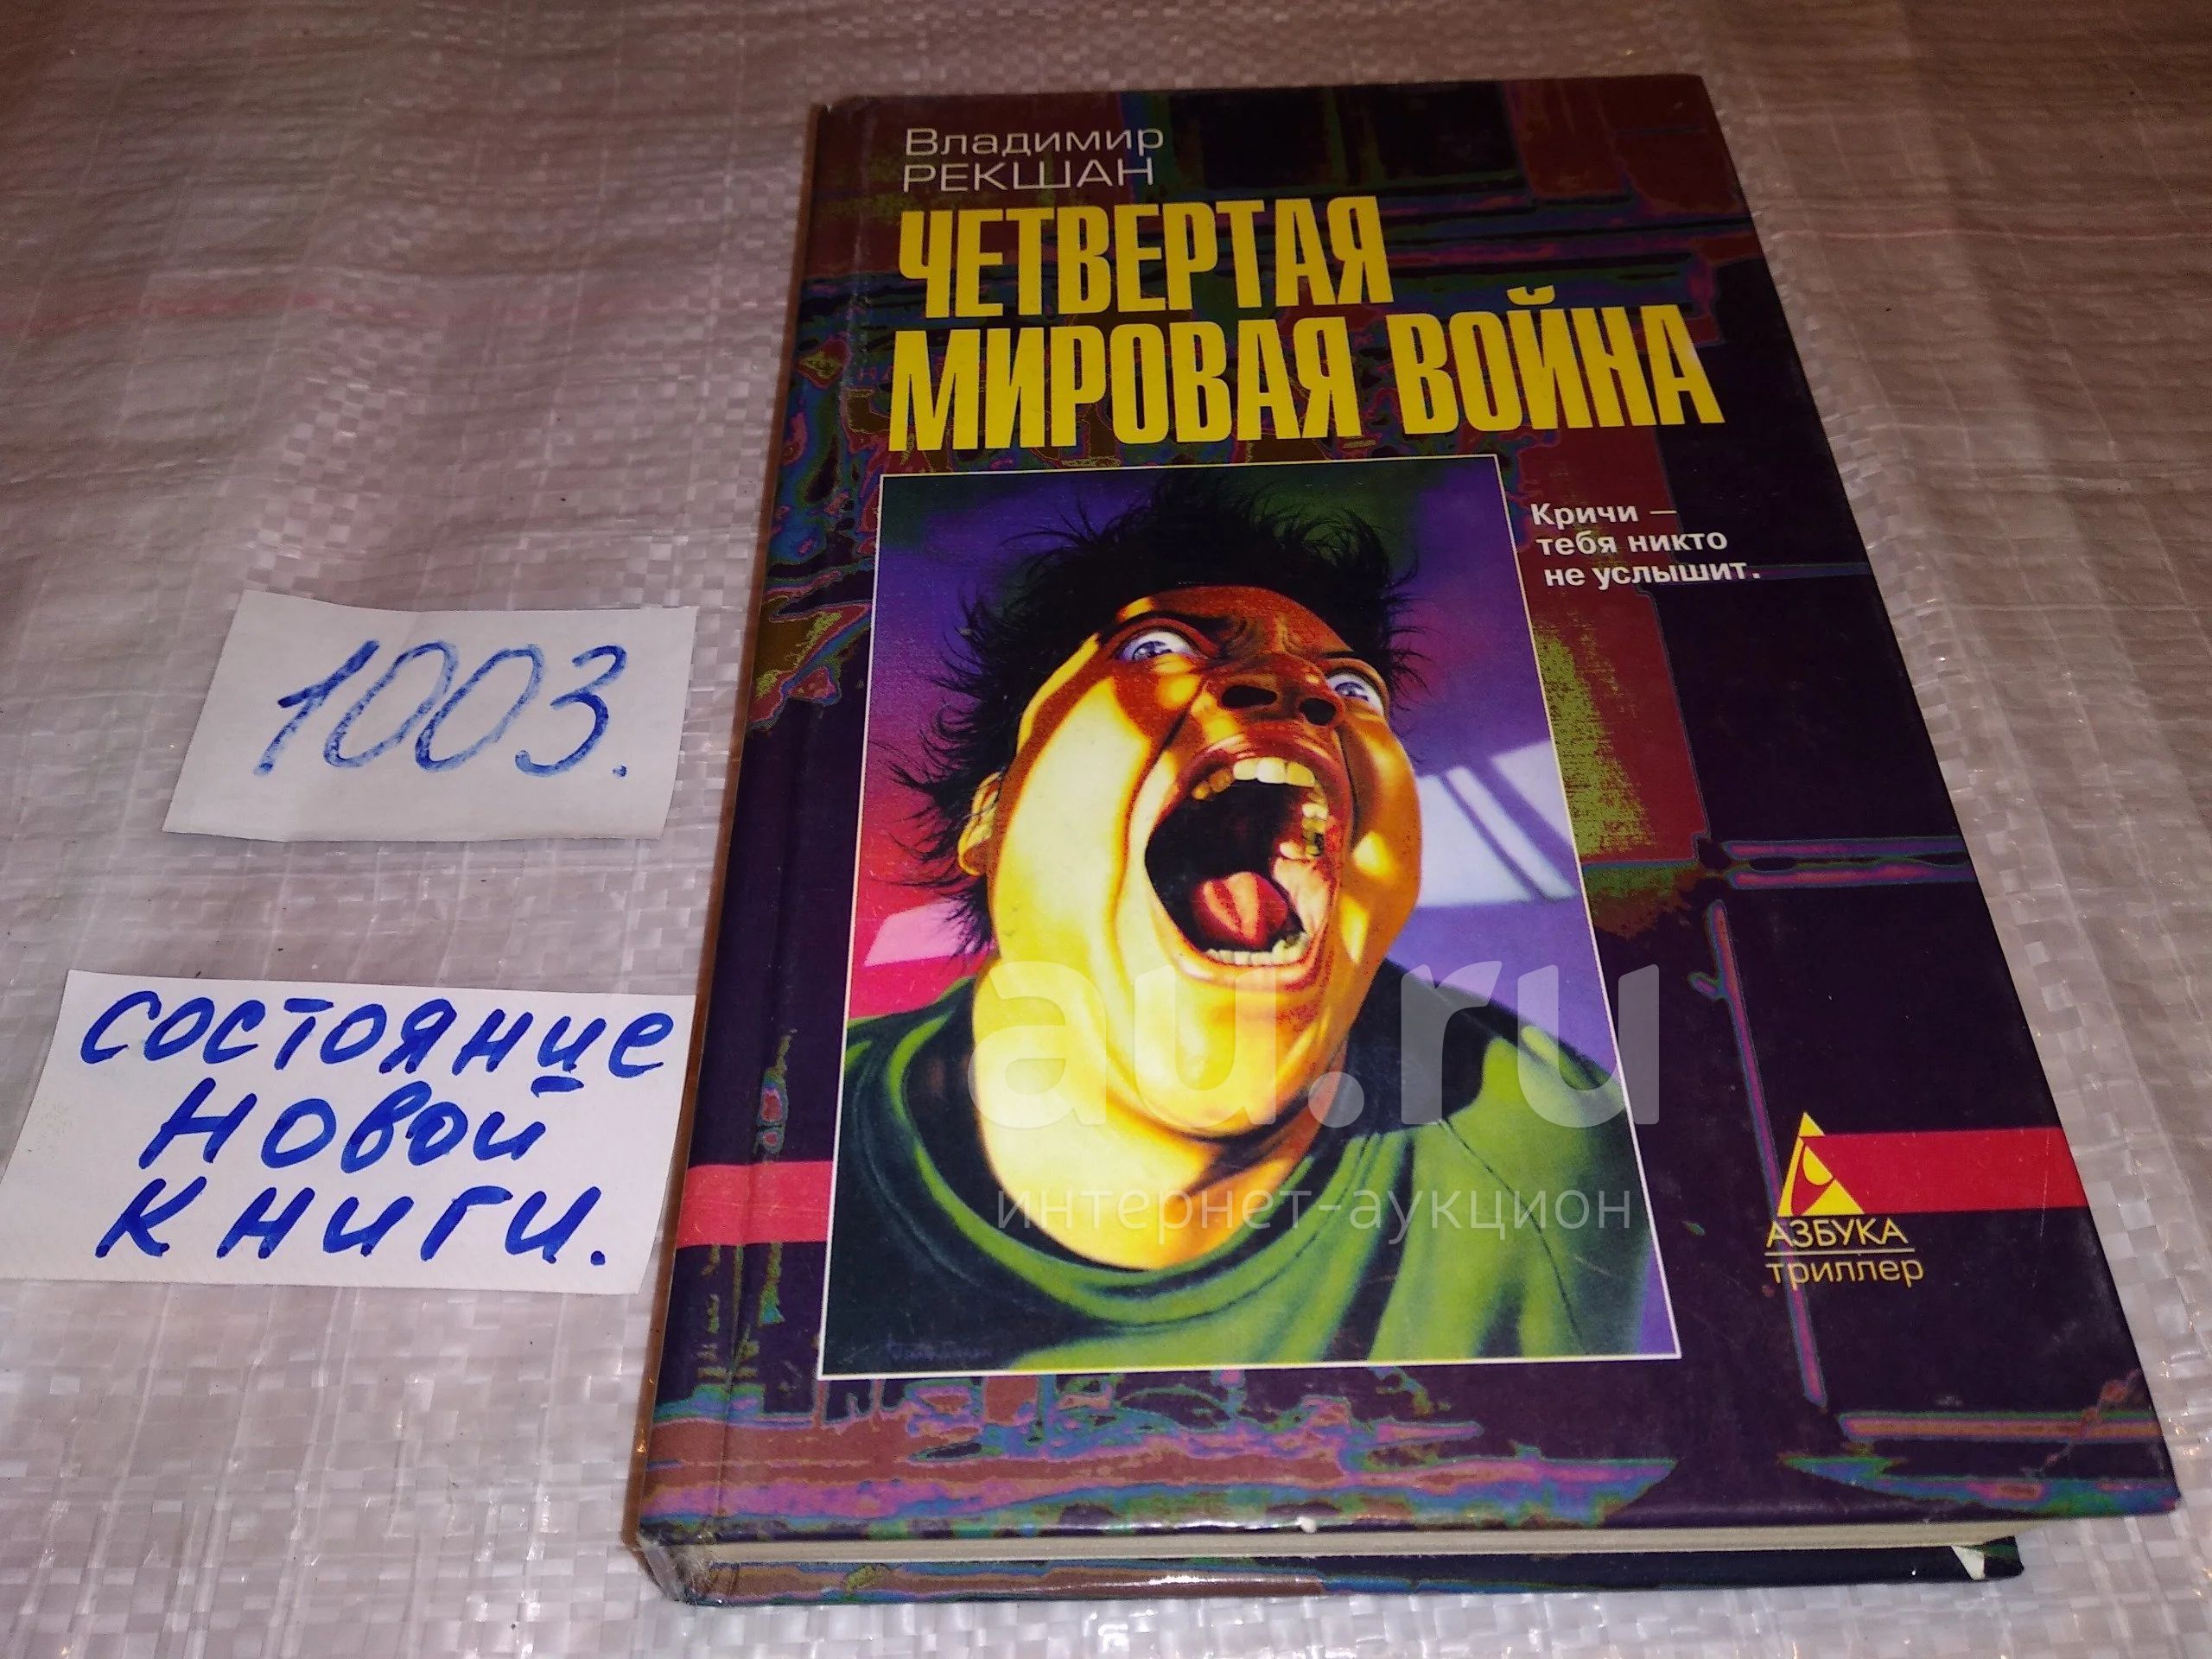 Владимир
РЕКШАН
ЧЕТВЕРТАЯ
МИРОВАЯ ВОЙНА
Кричи –
тебя никто
не услышит.
1003.
состояние
новой
книги.
au.ru
интернет-аукцион
АЗБУКА
триллер